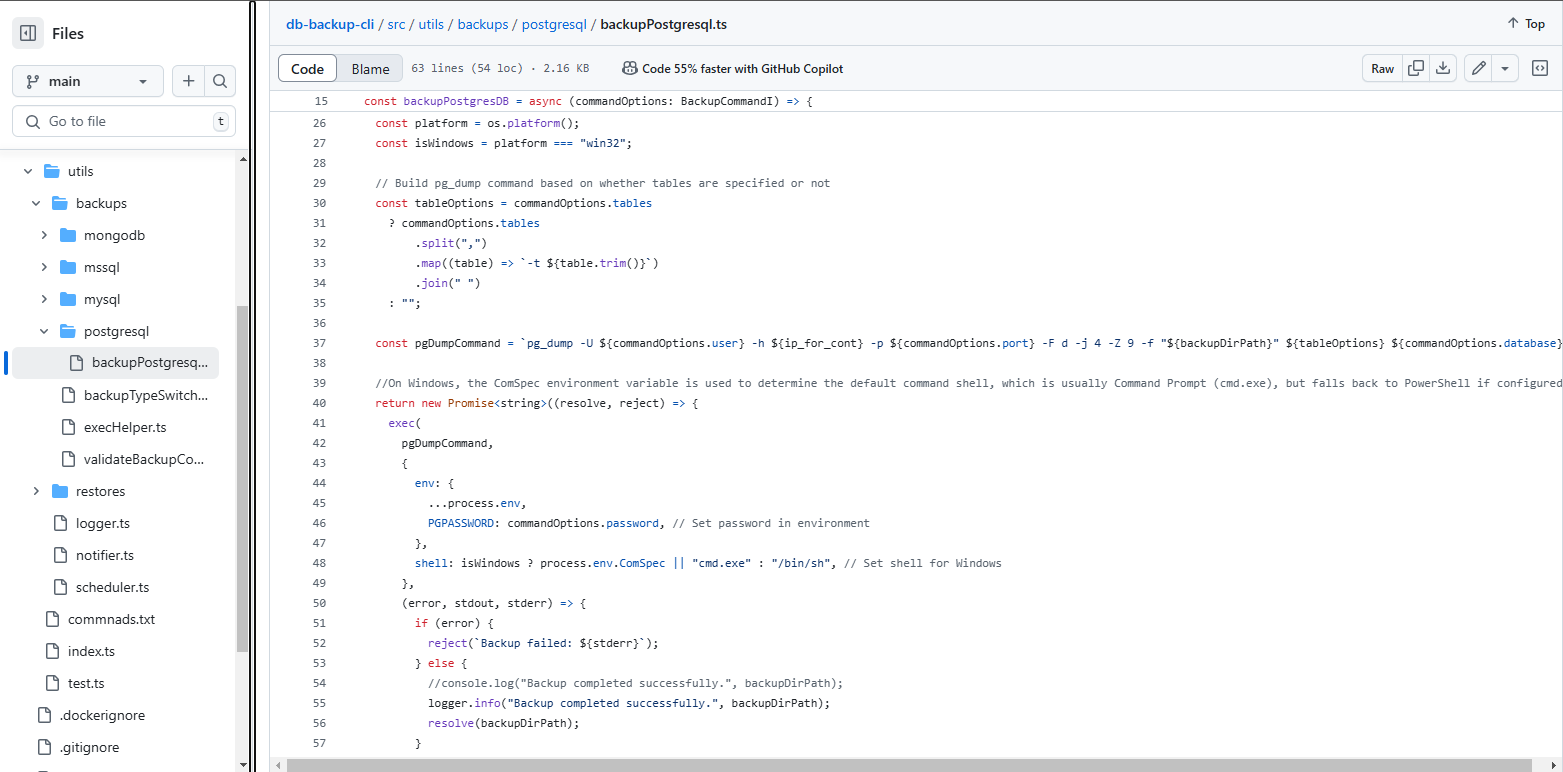 Files
main
Go to file
t
utils
backups
mongodb
mssql
mysql
postgresql
backupPostgresq...
backupTypeSwitch...
execHelper.ts
validateBackupCo...
restores
logger.ts
notifier.ts
scheduler.ts
commnads.txt
index.ts
test.ts
.dockerignore
.gitignore
db-backup-cli / src / utils / backups / postgresql / backupPostgresql.ts
Top
Code Blame 63 lines (54 loc) · 2.16 KB Code 55% faster with GitHub Copilot Raw
15 const backupPostgresDB = async (commandOptions: BackupCommandI) => {
26 const platform = os.platform();
27 const isWindows = platform === "win32";
28
29 // Build pg_dump command based on whether tables are specified or not
30 const tableOptions = commandOptions.tables
31 ? commandOptions.tables
32 .split(",")
33 .map((table) => `-t ${table.trim()}`)
34 .join(" ")
35 : "";
36
37 const pgDumpCommand = `pg_dump -U ${commandOptions.user} -h ${ip_for_cont} -p ${commandOptions.port} -F d -j 4 -Z 9 -f "${backupDirPath}" ${tableOptions} ${commandOptions.database}
38
39 //On Windows, the ComSpec environment variable is used to determine the default command shell, which is usually Command Prompt (cmd.exe), but falls back to PowerShell if configured
40 return new Promise<string>((resolve, reject) => {
41 exec(
42 pgDumpCommand,
43 {
44 env: {
45 ...process.env,
46 PGPASSWORD: commandOptions.password, // Set password in environment
47 },
48 shell: isWindows ? process.env.ComSpec || "cmd.exe" : "/bin/sh", // Set shell for Windows
49 },
50 (error, stdout, stderr) => {
51 if (error) {
52 reject(`Backup failed: ${stderr}`);
53 } else {
54 //console.log("Backup completed successfully.", backupDirPath);
55 logger.info("Backup completed successfully.", backupDirPath);
56 resolve(backupDirPath);
57 }